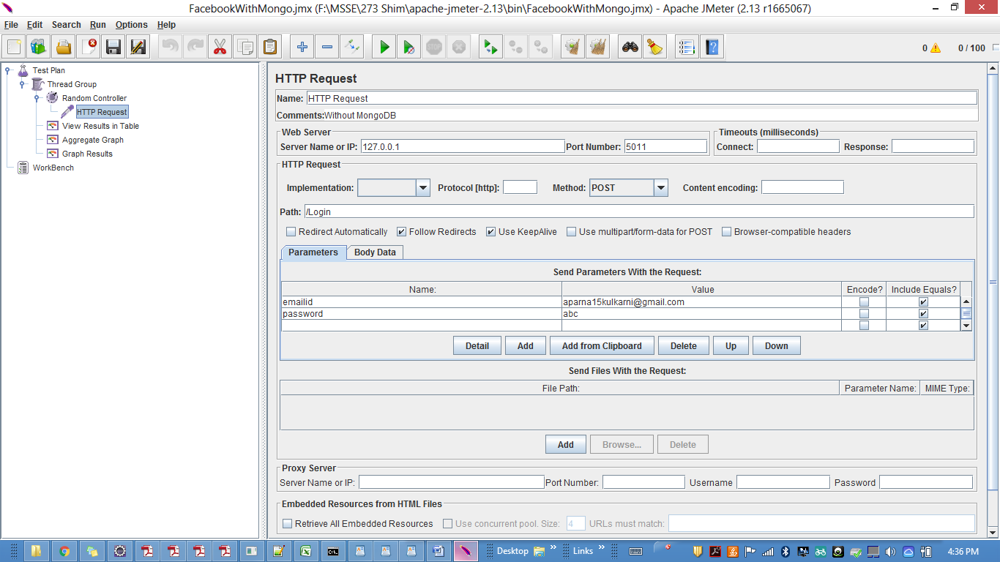 FacebookWithMongo.jmx (F:\MSSE\273 Shim\apache-jmeter-2.13\bin\FacebookWithMongo.jmx) - Apache JMeter (2.13 r1665067)
File Edit Search Run Options Help
0 0 / 100
Test Plan
Thread Group
Random Controller
HTTP Request
View Results in Table
Aggregate Graph
Graph Results
WorkBench
HTTP Request
Name: HTTP Request
Comments: Without MongoDB
Web Server
Server Name or IP: 127.0.0.1 Port Number: 5011
Timeouts (milliseconds)
Connect: Response:
HTTP Request
Implementation: Protocol [http]: Method: POST Content encoding:
Path: /Login
Redirect Automatically Follow Redirects Use KeepAlive Use multipart/form-data for POST Browser-compatible headers
Parameters Body Data
Send Parameters With the Request:
Name: Value Encode? Include Equals?
emailid aparna15kulkarni@gmail.com
password abc
Detail Add Add from Clipboard Delete Up Down
Send Files With the Request:
File Path: Parameter Name: MIME Type:
Add Browse... Delete
Proxy Server
Server Name or IP: Port Number: Username Password
Embedded Resources from HTML Files
Retrieve All Embedded Resources Use concurrent pool. Size: 4 URLs must match:
Desktop » Links » 4:36 PM